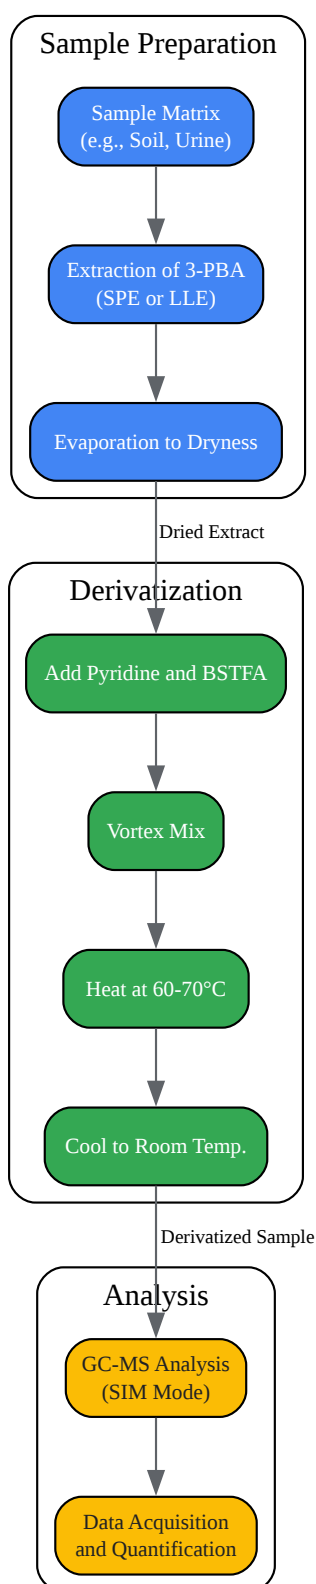 Sample Preparation
Sample Matrix
(e.g., Soil, Urine)
Extraction of 3-PBA
(SPE or LLE)
Evaporation to Dryness
Dried Extract
Derivatization
Add Pyridine and BSTFA
Vortex Mix
Heat at 60-70°C
Cool to Room Temp.
Derivatized Sample
Analysis
GC-MS Analysis
(SIM Mode)
Data Acquisition
and Quantification